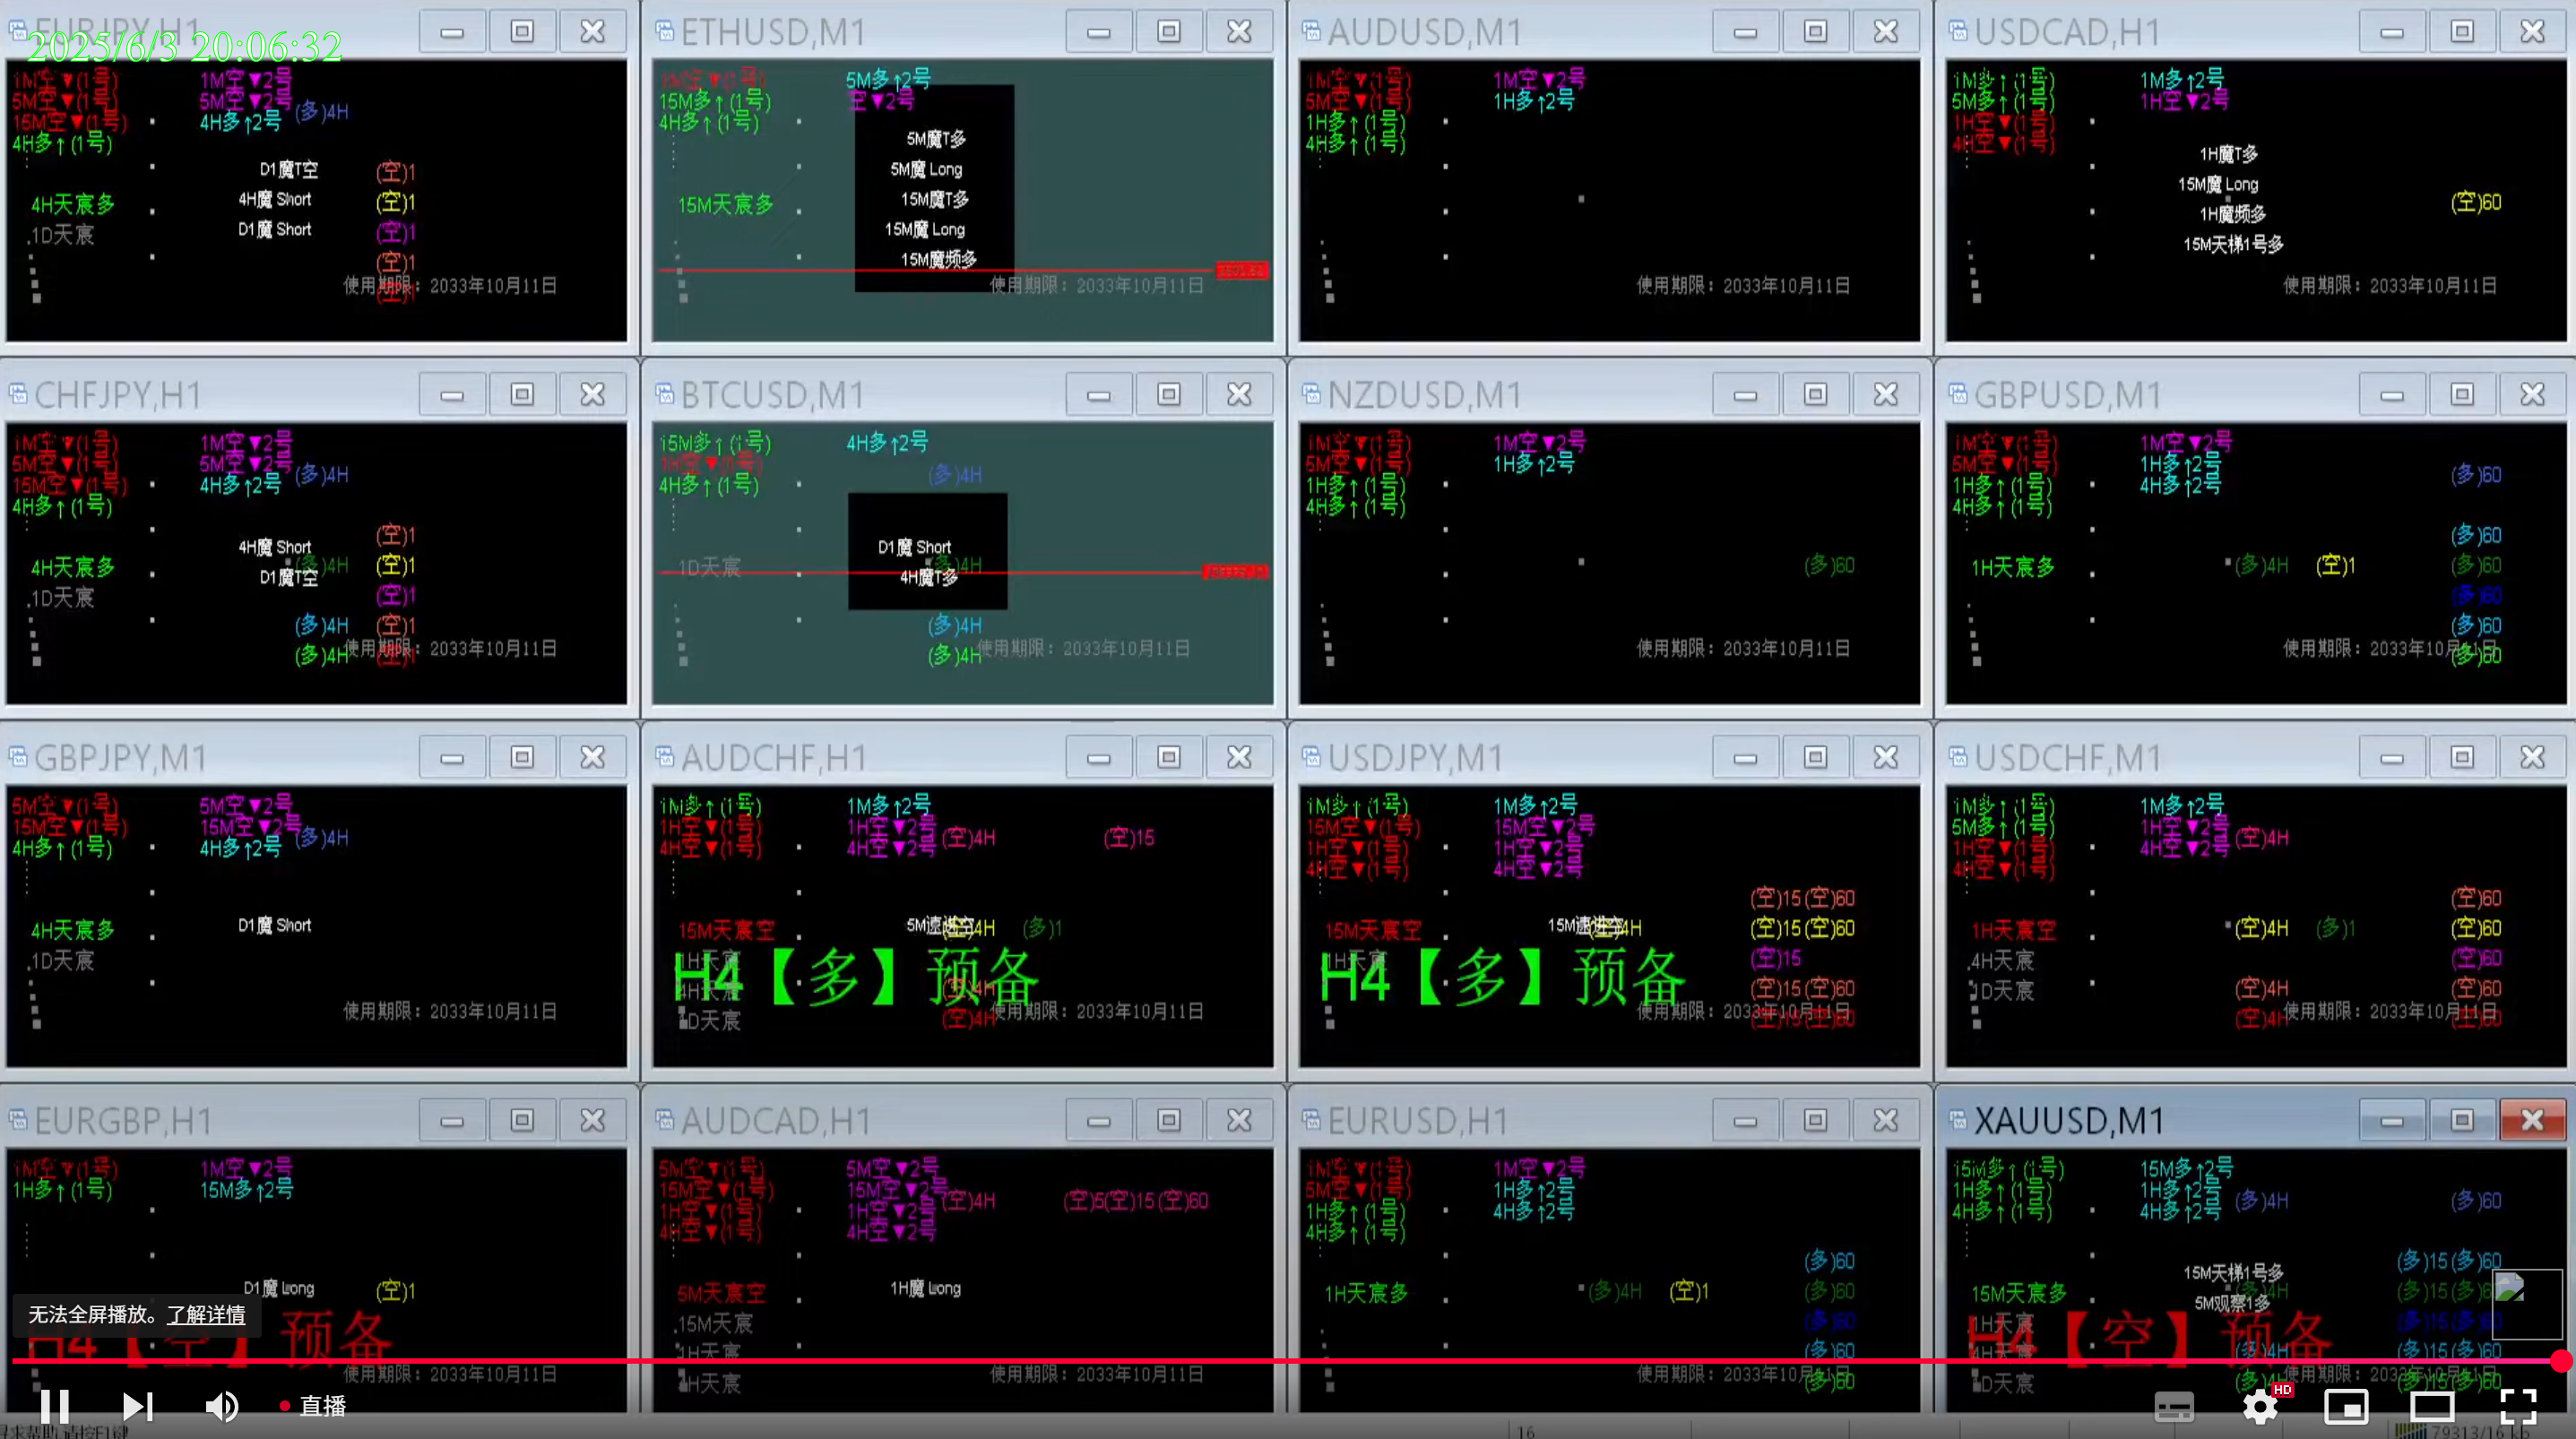 2025/6/3 20:06:32
EURJPY,H1
1M空▼(1号) 1M空▼2号
5M空▼(1号) 5M空▼2号 (多)4H
15M空▼(1号) 4H多↑2号
4H多↑(1号)
D1魔T空 (空)1
4H天宸多 4H魔 Short (空)1
.1D天宸 D1魔 Short (空)1
(空)1
使用期限：2033年10月11日
ETHUSD,M1
1M空▼(1号) 5M多↑2号
15M多↑(1号) 空▼2号
4H多↑(1号)
5M魔T多
5M魔 Long
15M天宸多 15M魔T多
15M魔 Long
15M魔频多
使用期限：2033年10月11日
AUDUSD,M1
1M空▼(1号) 1M空▼2号
5M空▼(1号) 1H多↑2号
1H多↑(1号)
4H多↑(1号)
使用期限：2033年10月11日
USDCAD,H1
1M多↑(1号) 1M多↑2号
5M多↑(1号) 1H空▼2号
1H空▼(1号)
4H空▼(1号)
1H魔T多
15M魔 Long (空)60
1H魔频多
15M天梯1号多
使用期限：2033年10月11日
CHFJPY,H1
1M空▼(1号) 1M空▼2号
5M空▼(1号) 5M空▼2号 (多)4H
15M空▼(1号) 4H多↑2号
4H多↑(1号)
4H魔 Short (空)1
4H天宸多 (多)4H (空)1
D1魔T空
.1D天宸 (空)1
(多)4H (空)1
(多)4H 使用期限：2033年10月11日
BTCUSD,M1
15M多↑(1号) 4H多↑2号
1H空▼(1号) (多)4H
4H多↑(1号)
D1魔 Short
1D天宸 (多)4H
4H魔T多
(多)4H
(多)4H 使用期限：2033年10月11日
NZDUSD,M1
1M空▼(1号) 1M空▼2号
5M空▼(1号) 1H多↑2号
1H多↑(1号)
4H多↑(1号)
(多)60
使用期限：2033年10月11日
GBPUSD,M1
1M空▼(1号) 1M空▼2号
5M空▼(1号) 1H多↑2号 (多)60
1H多↑(1号) 4H多↑2号
4H多↑(1号)
(多)60
1H天宸多 (多)4H (空)1 (多)60
(多)60
(多)60
使用期限：2033年10月11日 (多)60
GBPJPY,M1
5M空▼(1号) 5M空▼2号
15M空▼(1号) 15M空▼2号 (多)4H
4H多↑(1号) 4H多↑2号
4H天宸多 D1魔 Short
.1D天宸
使用期限：2033年10月11日
AUDCHF,H1
1M多↑(1号) 1M多↑2号
1H空▼(1号) 1H空▼2号 (空)4H (空)15
4H空▼(1号) 4H空▼2号
15M天宸空 (空)4H (多)1
1H天宸
H4【多】预备
4H天宸 (空)4H
1D天宸 (空)4H 使用期限：2033年10月11日
USDJPY,M1
1M多↑(1号) 1M多↑2号
15M空▼(1号) 15M空▼2号
1H空▼(1号) 1H空▼2号
4H空▼(1号) 4H空▼2号
(空)15 (空)60
15M天宸空 (空)15 (空)60
1H天宸 (空)15
H4【多】预备
(空)15 (空)60
使用期限：2033年10月11日
USDCHF,M1
1M多↑(1号) 1M多↑2号
5M多↑(1号) 1H空▼2号 (空)4H
1H空▼(1号) 4H空▼2号
4H空▼(1号)
(空)60
1H天宸空 (空)4H (多)1 (空)60
.4H天宸 (空)60
1D天宸 (空)4H (空)60
(空)4H 使用期限：2033年10月11日
EURGBP,H1
1M空▼(1号) 1M空▼2号
1H多↑(1号) 15M多↑2号
D1魔 Long (空)1
H4【空】预备
使用期限：2033年10月11日
AUDCAD,H1
5M空▼(1号) 5M空▼2号
15M空▼(1号) 15M空▼2号 (空)4H (空)5(空)15 (空)60
1H空▼(1号) 1H空▼2号
4H空▼(1号) 4H空▼2号
5M天宸空 1H魔 Long
.15M天宸
1H天宸
4H天宸 使用期限：2033年10月11日
EURUSD,H1
1M空▼(1号) 1M空▼2号
5M空▼(1号) 1H多↑2号
1H多↑(1号) 4H多↑2号
4H多↑(1号)
(多)60
1H天宸多 (多)4H (空)1 (多)60
(多)60
(多)60
使用期限：2033年10月11日 (多)60
XAUUSD,M1
15M多↑(1号) 15M多↑2号
1H多↑(1号) 1H多↑2号 (多)4H (多)60
4H多↑(1号) 4H多↑2号
(多)15 (多)60
15M天梯1号多
15M天宸多
5M观察1多
1H天宸
H4【空】预备
4H天宸 (多)4H (多)15 (多)60
1D天宸 (多)4H 使用期限：2033年10月11日
无法全屏播放。了解详情
直播
HD
16
79313/16 kb